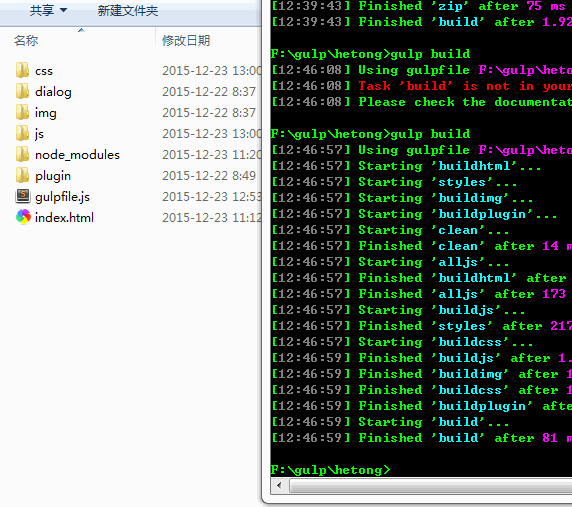 共享 新建文件夹
名称 修改日期
css 2015-12-23 13:00
dialog 2015-12-22 8:37
img 2015-12-22 8:37
js 2015-12-23 13:00
node_modules 2015-12-23 11:20
plugin 2015-12-22 8:49
gulpfile.js 2015-12-23 12:53
index.html 2015-12-23 11:12
[12:39:43] Finished 'zip' after 75 ms
[12:39:43] Finished 'build' after 1.92
F:\gulp\hetong>gulp build
[12:46:08] Using gulpfile F:\gulp\heto
[12:46:08] Task 'build' is not in your
[12:46:08] Please check the documentat
F:\gulp\hetong>gulp build
[12:46:57] Using gulpfile F:\gulp\heto
[12:46:57] Starting 'buildhtml'...
[12:46:57] Starting 'styles'...
[12:46:57] Starting 'buildimg'...
[12:46:57] Starting 'buildplugin'...
[12:46:57] Starting 'clean'...
[12:46:57] Finished 'clean' after 14 m
[12:46:57] Starting 'alljs'...
[12:46:57] Finished 'buildhtml' after
[12:46:57] Finished 'alljs' after 173
[12:46:57] Starting 'buildjs'...
[12:46:57] Finished 'styles' after 217
[12:46:57] Starting 'buildcss'...
[12:46:59] Finished 'buildjs' after 1.
[12:46:59] Finished 'buildimg' after 1
[12:46:59] Finished 'buildcss' after 1
[12:46:59] Finished 'buildplugin' afte
[12:46:59] Starting 'build'...
[12:46:59] Finished 'build' after 81 m
F:\gulp\hetong>